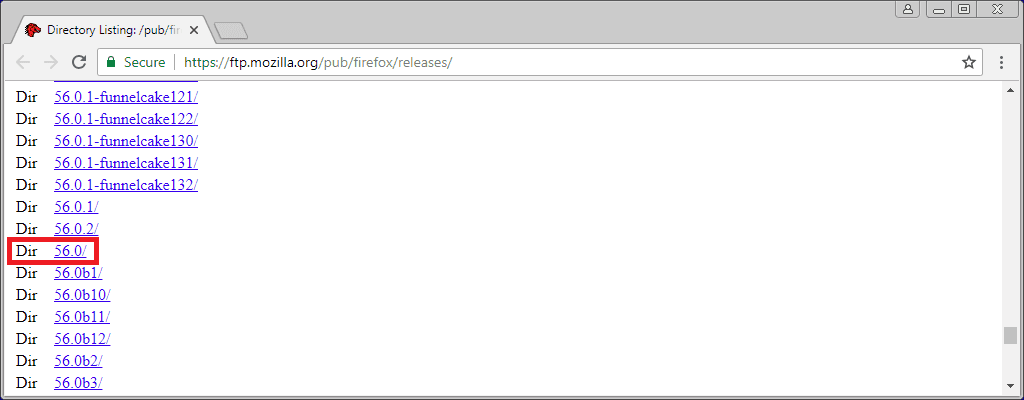 Directory Listing: /pub/fir
Secure https://ftp.mozilla.org/pub/firefox/releases/
Dir 56.0.1-funnelcake121/
Dir 56.0.1-funnelcake122/
Dir 56.0.1-funnelcake130/
Dir 56.0.1-funnelcake131/
Dir 56.0.1-funnelcake132/
Dir 56.0.1/
Dir 56.0.2/
Dir 56.0/
Dir 56.0b1/
Dir 56.0b10/
Dir 56.0b11/
Dir 56.0b12/
Dir 56.0b2/
Dir 56.0b3/